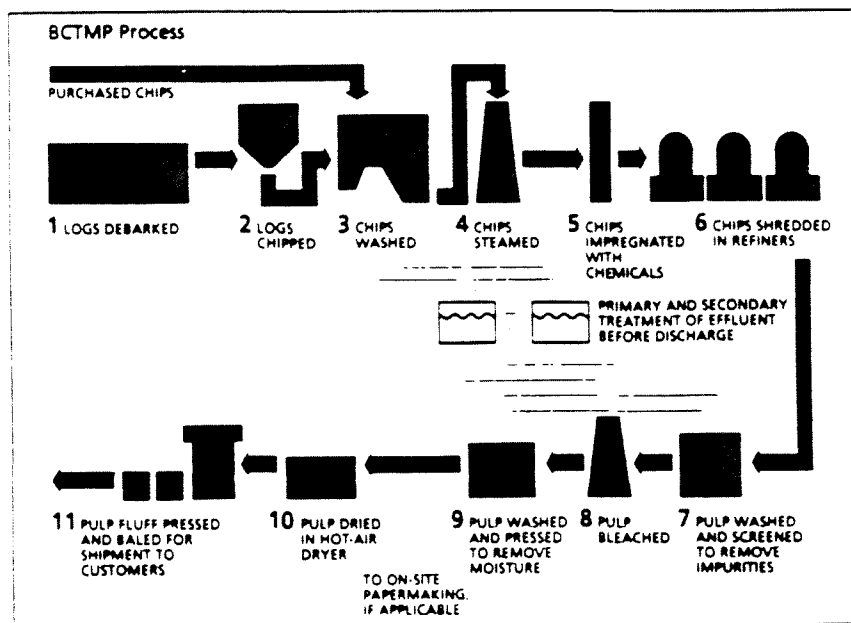 BCTMP Process
PURCHASED CHIPS
1 LOGS DEBARKED
2 LOGS
CHIPPED
3 CHIPS
WASHED
4 CHIPS
STEAMED
5 CHIPS
IMPREGNATED
WITH
CHEMICALS
6 CHIPS SHREDDED
IN REFINERS
PRIMARY AND SECONDARY
TREATMENT OF EFFLUENT
BEFORE DISCHARGE
11 PULP FLUFF PRESSED
AND BALED FOR
SHIPMENT TO
CUSTOMERS
10 PULP DRIED
IN HOT-AIR
DRYER
9 PULP WASHED
AND PRESSED
TO REMOVE
MOISTURE
8 PULP
BLEACHED
7 PULP WASHED
AND SCREENED
TO REMOVE
IMPURITIES
TO ON-SITE
PAPERMAKING,
IF APPLICABLE